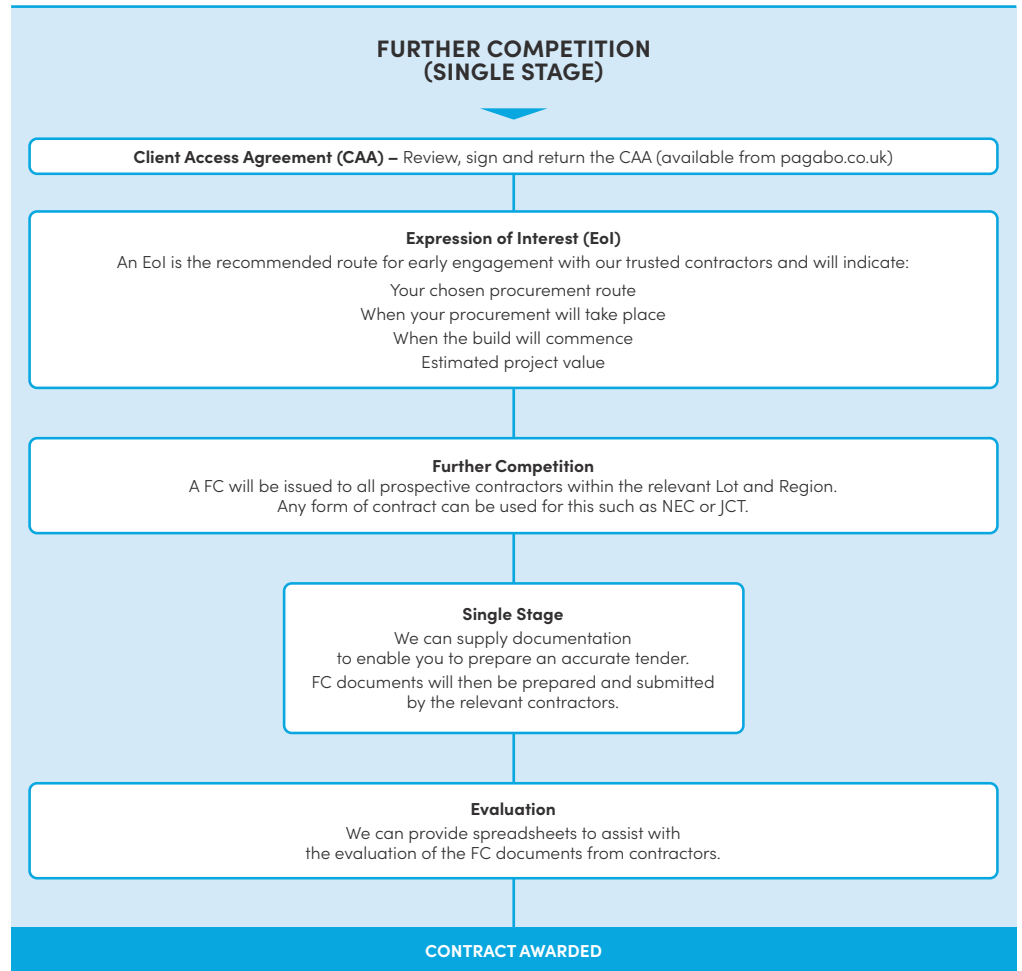 FURTHER COMPETITION
(SINGLE STAGE)
Client Access Agreement (CAA) – Review, sign and return the CAA (available from pagabo.co.uk)
Expression of Interest (EoI)
An EoI is the recommended route for early engagement with our trusted contractors and will indicate:
Your chosen procurement route
When your procurement will take place
When the build will commence
Estimated project value
Further Competition
A FC will be issued to all prospective contractors within the relevant Lot and Region.
Any form of contract can be used for this such as NEC or JCT.
Single Stage
We can supply documentation
to enable you to prepare an accurate tender.
FC documents will then be prepared and submitted
by the relevant contractors.
Evaluation
We can provide spreadsheets to assist with
the evaluation of the FC documents from contractors.
CONTRACT AWARDED